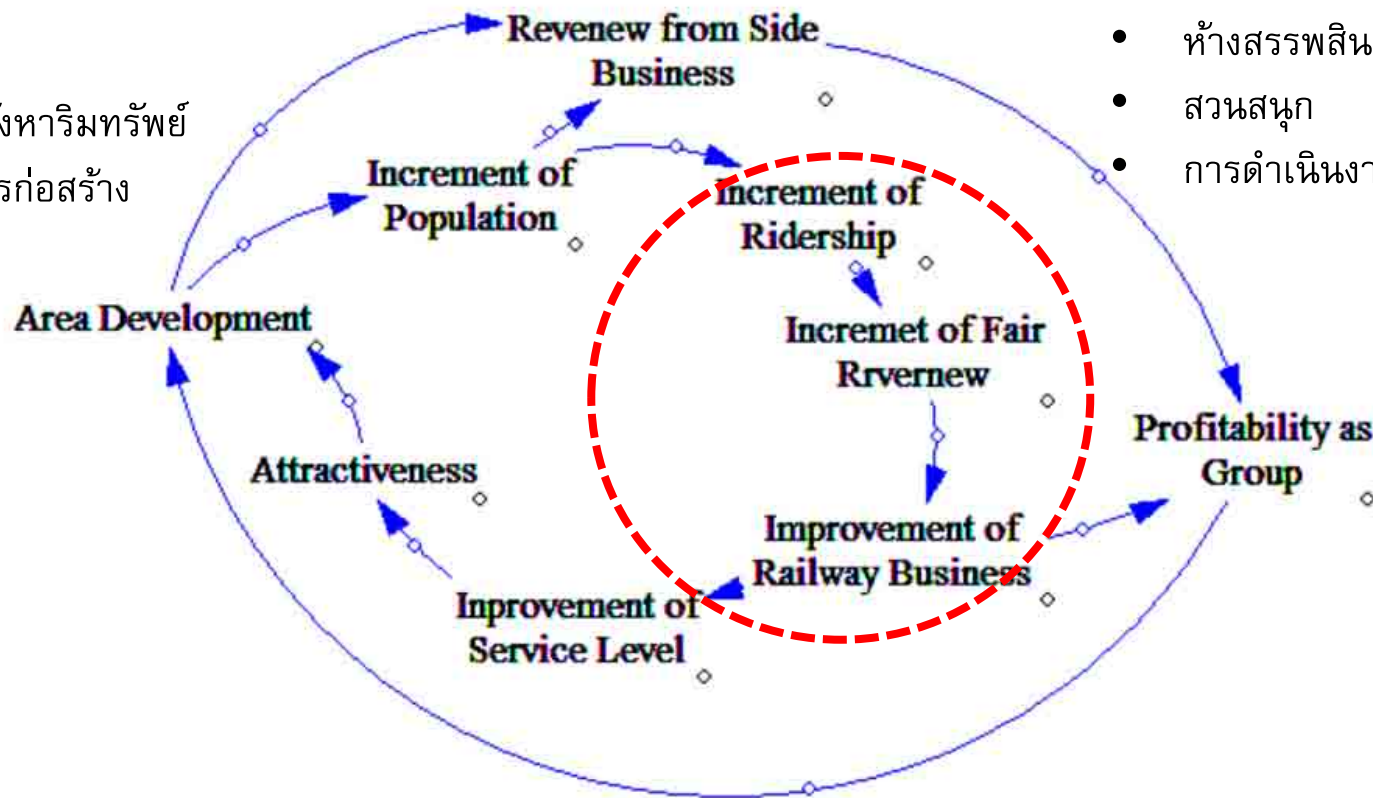 Revenew from Side
Business
ห้างสรรพสิน
สวนสนุก
การดำเนินงา
ังหาริมทรัพย์
รก่อสร้าง
Increment of
Population
Increment of
Ridership
Area Development
Incremet of Fair
Rrvernew
Profitability as
Group
Attractiveness
Improvement of
Railway Business
Inprovement of
Service Level